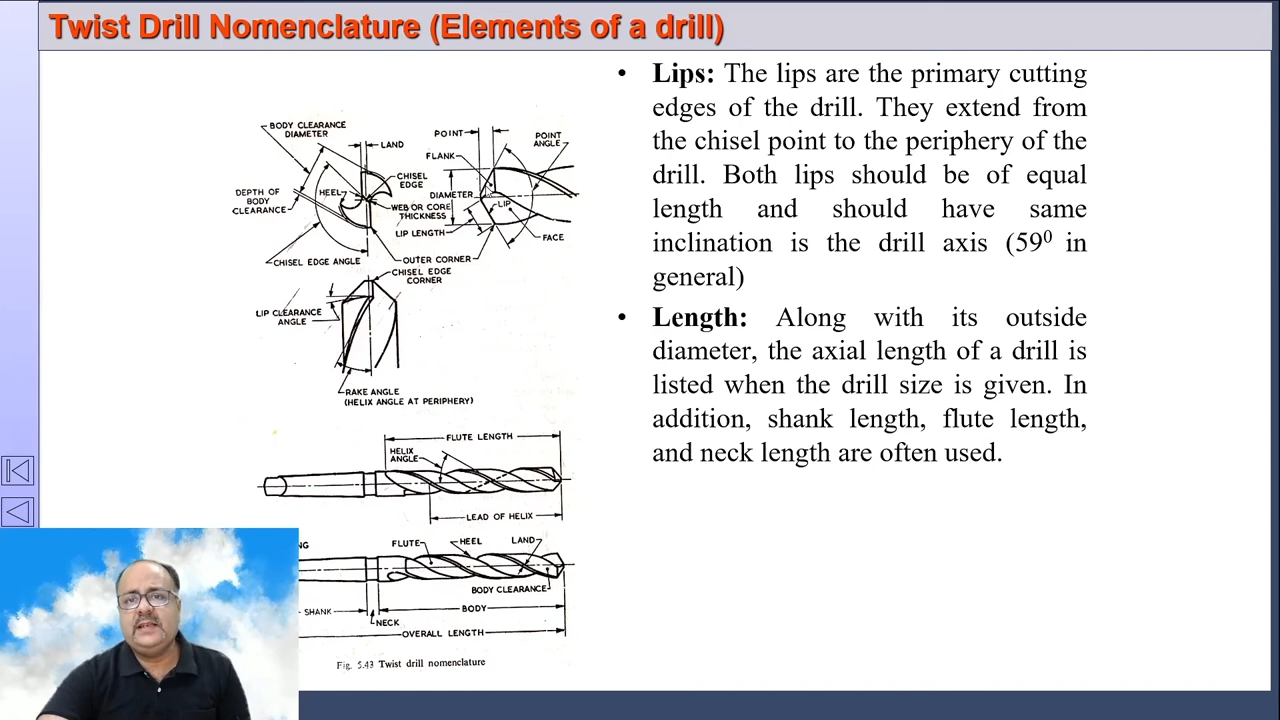 Twist Drill Nomenclature (Elements of a drill)
BODY CLEARANCE
DIAMETER
LAND
CHISEL
EDGE
HEEL
DEPTH OF
BODY
CLEARANCE
WEB OR CORE
THICKNESS
CHISEL EDGE ANGLE
OUTER CORNER
POINT
POINT
ANGLE
FLANK
DIAMETER
LIP
LIP LENGTH
FACE
CHISEL EDGE
CORNER
LIP CLEARANCE
ANGLE
RAKE ANGLE
(HELIX ANGLE AT PERIPHERY)
FLUTE LENGTH
HELIX
ANGLE
LEAD OF HELIX
NG
FLUTE
HEEL
LAND
BODY CLEARANCE
SHANK
BODY
NECK
OVERALL LENGTH
Fig. 5.43 Twist drill nomenclature
• Lips: The lips are the primary cutting
edges of the drill. They extend from
the chisel point to the periphery of the
drill. Both lips should be of equal
length and should have same
inclination is the drill axis (59⁰ in
general)
• Length: Along with its outside
diameter, the axial length of a drill is
listed when the drill size is given. In
addition, shank length, flute length,
and neck length are often used.